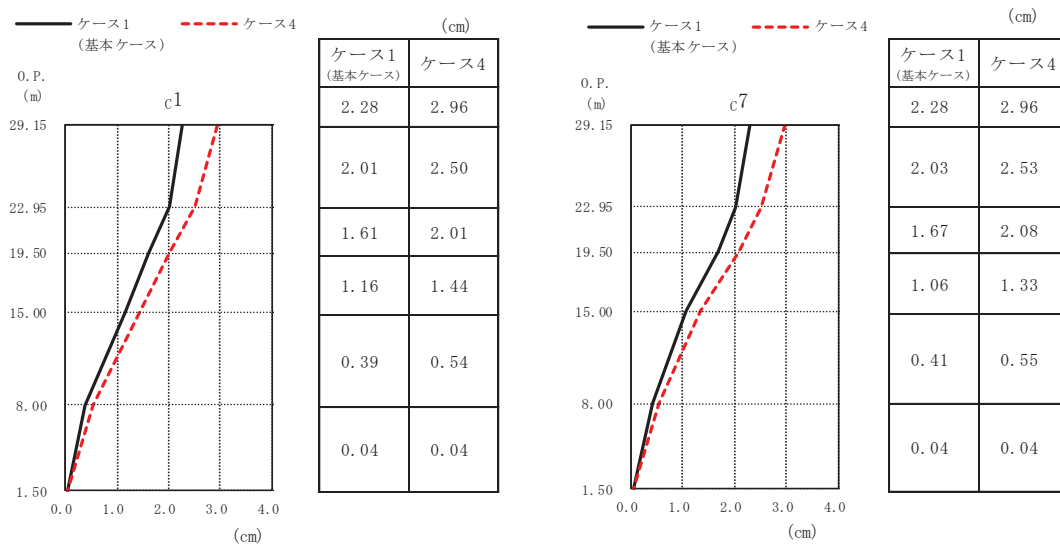 ケース1 ケース4
(基本ケース)
(cm)
ケース1 ケース4
(基本ケース)
O.P.
(m)
C1
2.28 2.96
29.15
2.01 2.50
22.95
1.61 2.01
19.50
1.16 1.44
15.00
0.39 0.54
8.00
0.04 0.04
1.50
0.0 1.0 2.0 3.0 4.0
(cm)
ケース1 ケース4
(基本ケース)
(cm)
ケース1 ケース4
(基本ケース)
O.P.
(m)
C7
2.28 2.96
29.15
2.03 2.53
22.95
1.67 2.08
19.50
1.06 1.33
15.00
0.41 0.55
8.00
0.04 0.04
1.50
0.0 1.0 2.0 3.0 4.0
(cm)